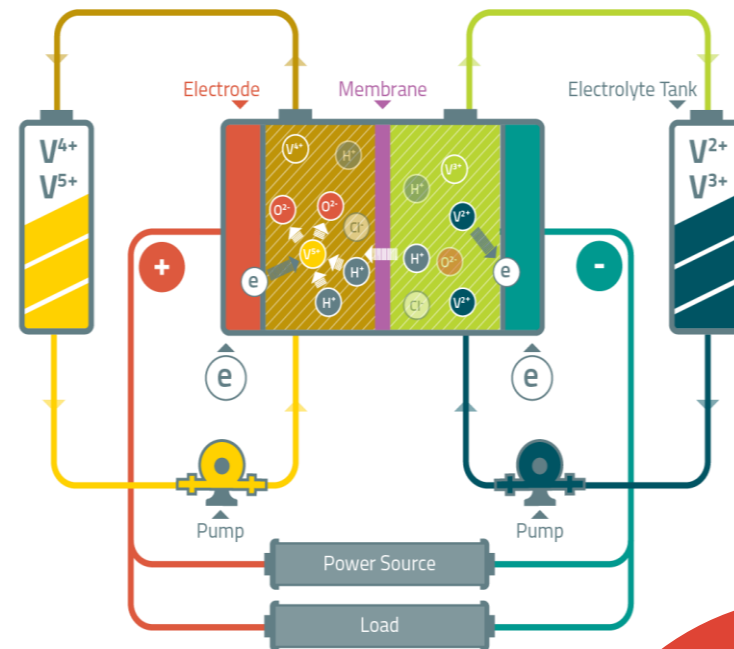 Electrode
Membrane
Electrolyte Tank
V⁴⁺
V⁵⁺
V²⁺
V³⁺
V⁴⁺
H⁺
V³⁺
H⁺
O²⁻
O²⁻
Cl⁻
V²⁺
V⁵⁺
H⁺
H⁺
O²⁻
+
e
e
-
H⁺
Cl⁻
V²⁺
e
e
Pump
Pump
Power Source
Load